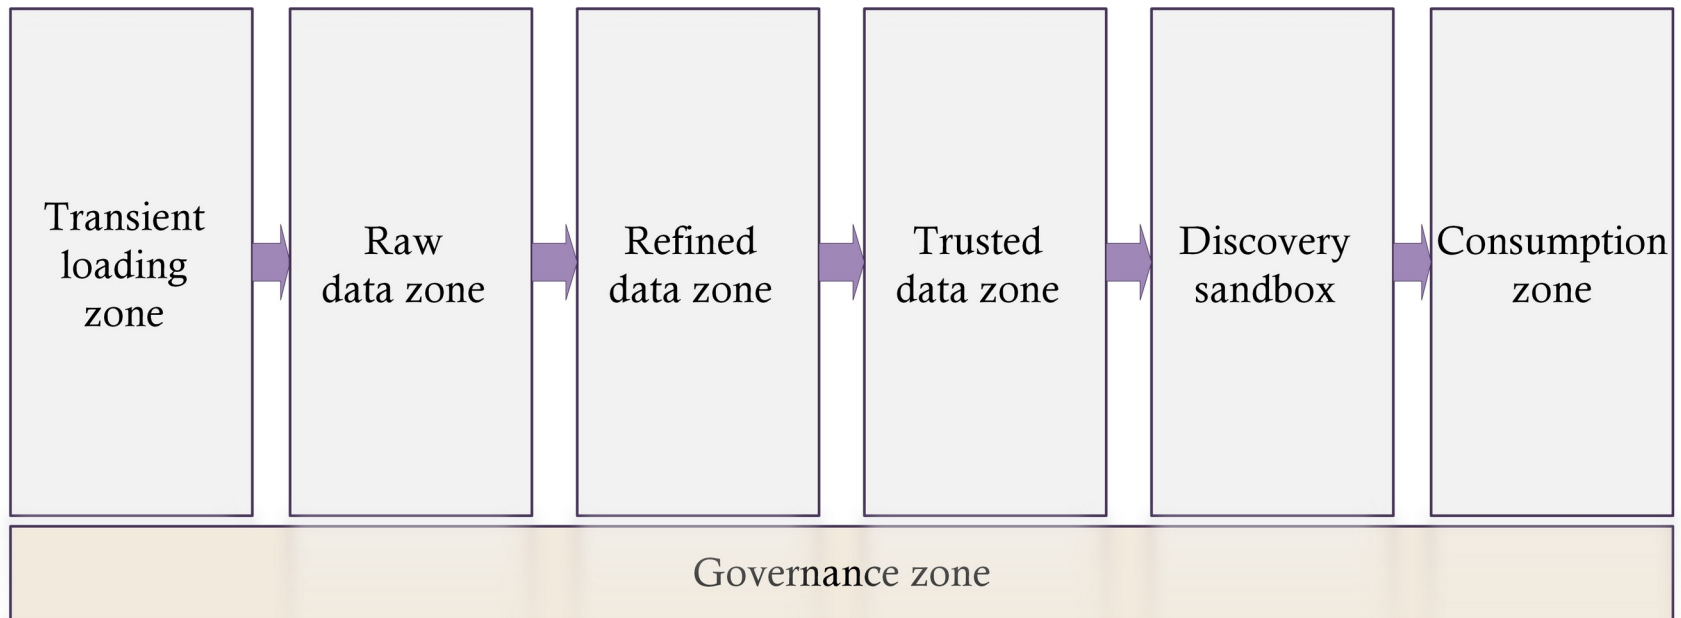 Transient
loading
zone
Raw
data zone
Refined
data zone
Trusted
data zone
Discovery
sandbox
Consumption
zone
Governance zone